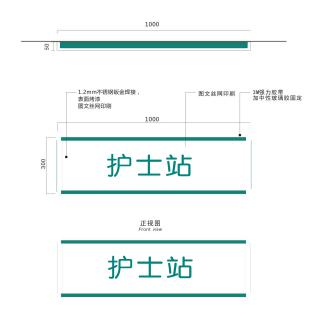 1000
50
1.2mm不锈钢钣金焊接，
表面烤漆
图文丝网印刷
图文丝网印刷
3M强力胶带
加中性玻璃胶固定
1000
300
护士站
正视图
Front view
护士站